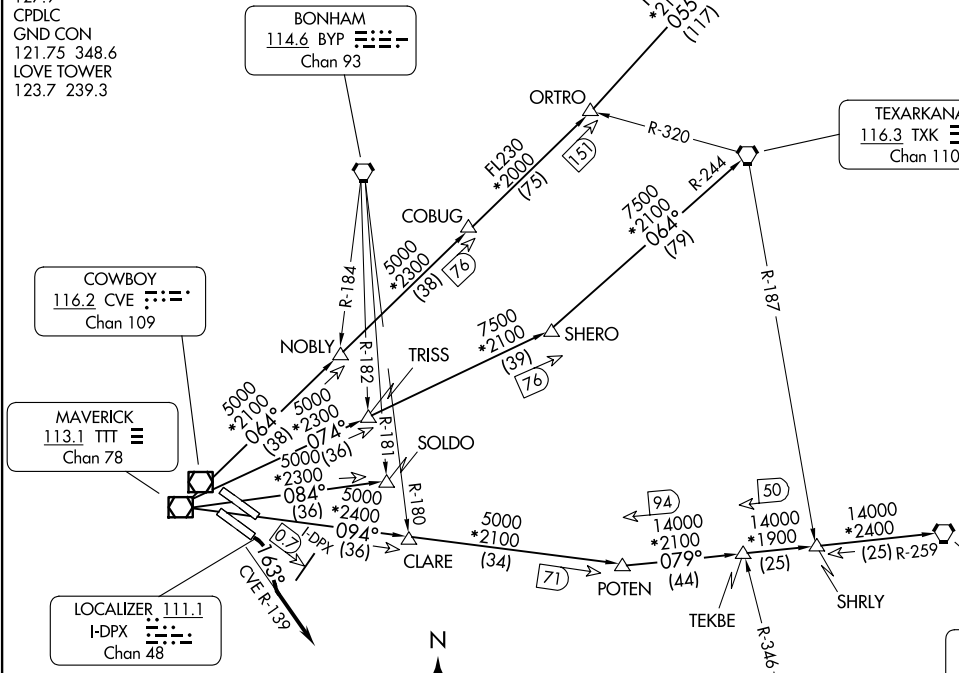 CPDLC
GND CON
121.75 348.6
LOVE TOWER
123.7 239.3
BONHAM
114.6 BYP
Chan 93
055
(117)
ORTRO
R-320
151
TEXARKANA
116.3 TXK
Chan 110
FL230
*2000
(75)
R-244
7500
*2100
064°
(79)
COBUG
76
5000
*2300
(38)
R-184
R-187
COWBOY
116.2 CVE
Chan 109
NOBLY
R-182
TRISS
7500
*2100
(39)
76
SHERO
5000
*2100
064°
(38)
5000
*2300
074°
(36)
MAVERICK
113.1 TTT
Chan 78
R-181
SOLDO
5000
*2300
084°
(36)
R-180
5000
*2400
094°
(36)
I-DPX
0.7
CLARE
5000
*2100
(34)
71
94
14000
*2100
079°
(44)
POTEN
50
14000
*1900
(25)
14000
*2400
(25) R-259
TEKBE
SHRLY
R-346
163°
CVE R-139
LOCALIZER 111.1
I-DPX
Chan 48
N